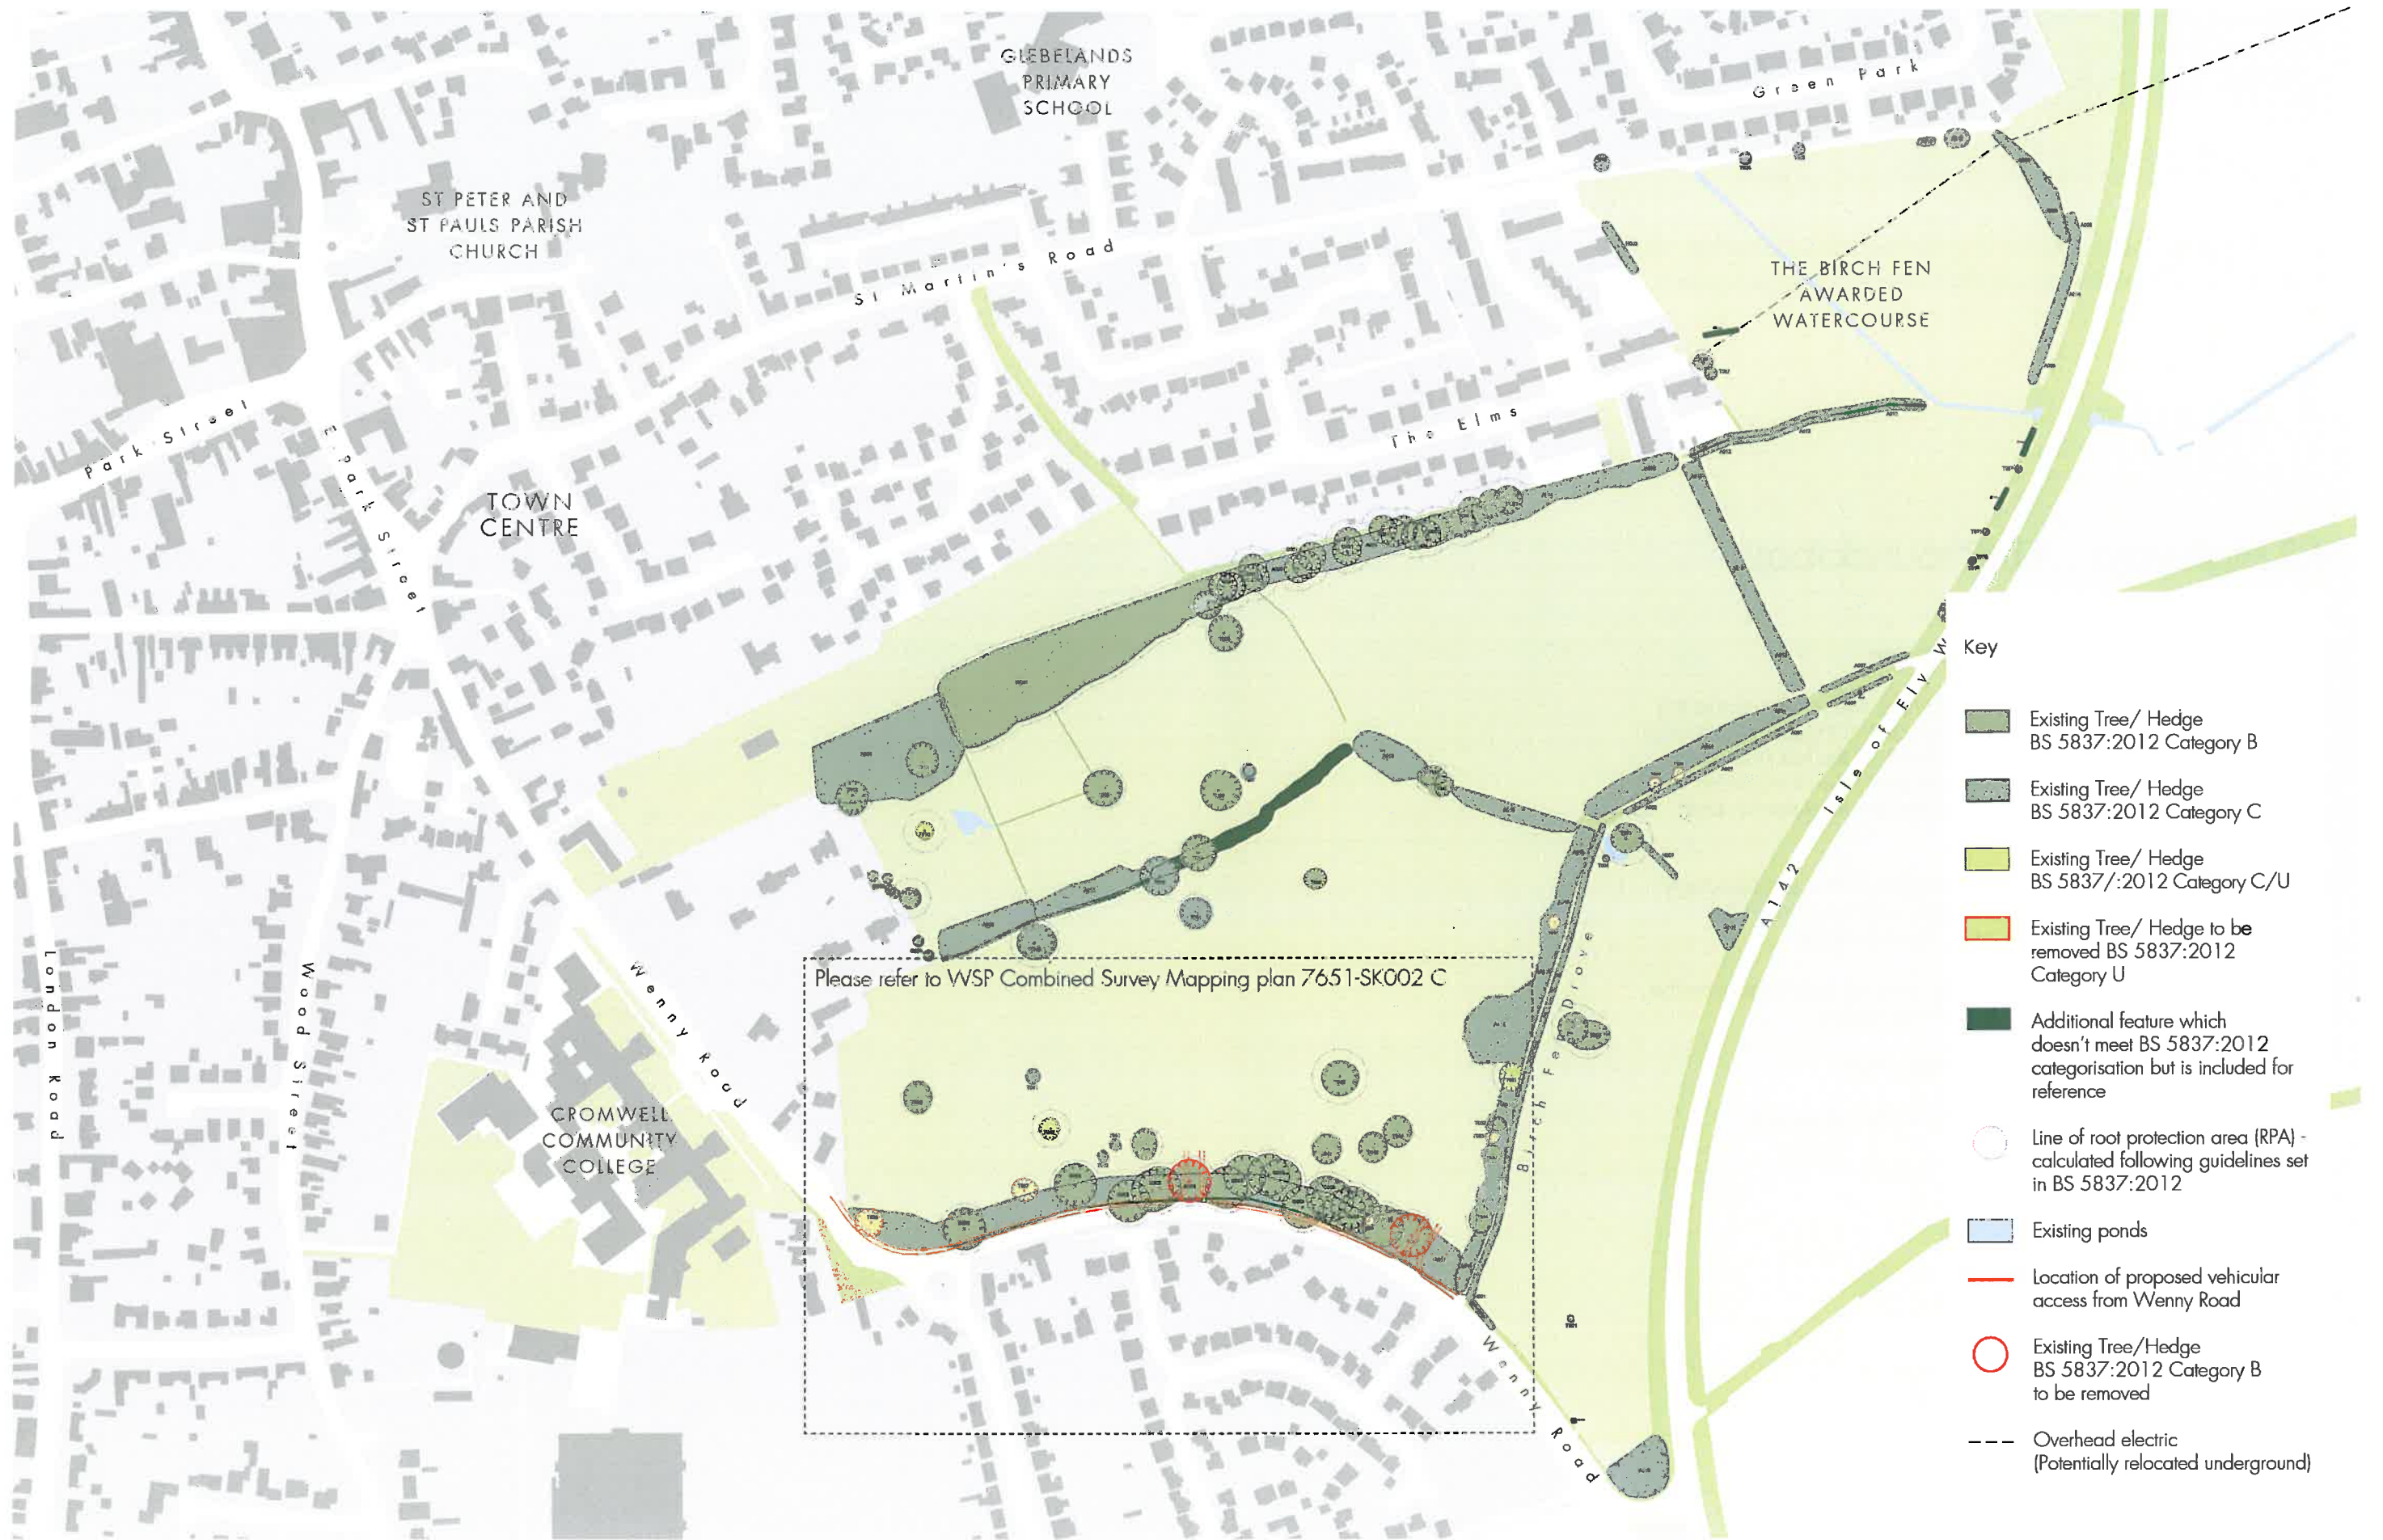 GLEBELANDS
PRIMARY
SCHOOL
Green Park
ST PETER AND
ST PAULS PARISH
CHURCH
St Martin's Road
THE BIRCH FEN
AWARDED
WATERCOURSE
The Elms
Park Street
Park Street
TOWN
CENTRE
Isle of Ely W
A142
London Road
Wood Street
Wenny Road
Please refer to WSP Combined Survey Mapping plan 7651-SK002 C
Birch Fen Drove
CROMWELL
COMMUNITY
COLLEGE
Wenny Road
Key
Existing Tree/ Hedge
BS 5837:2012 Category B
Existing Tree/ Hedge
BS 5837:2012 Category C
Existing Tree/ Hedge
BS 5837/:2012 Category C/U
Existing Tree/ Hedge to be
removed BS 5837:2012
Category U
Additional feature which
doesn't meet BS 5837:2012
categorisation but is included for
reference
Line of root protection area (RPA) -
calculated following guidelines set
in BS 5837:2012
Existing ponds
Location of proposed vehicular
access from Wenny Road
Existing Tree/Hedge
BS 5837:2012 Category B
to be removed
Overhead electric
(Potentially relocated underground)